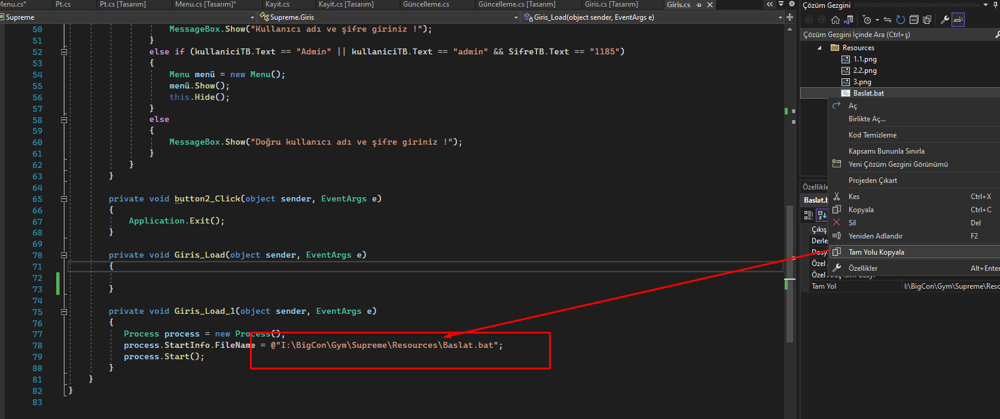 Menu.cs*
Pt.cs
Pt.cs [Tasarım]
Menu.cs [Tasarım]*
Kayit.cs
Kayit.cs [Tasarım]
Güncelleme.cs
Güncelleme.cs [Tasarım]
Giris.cs [Tasarım]
Giris.cs
Supreme
Supreme.Giris
Giris_Load(object sender, EventArgs e)
50 MessageBox.Show("Kullanıcı adı ve şifre giriniz !");
51 }
52 else if (kullaniciTB.Text == "Admin" || kullaniciTB.Text == "admin" && SifreTB.Text == "1185")
53 {
54 Menu menü = new Menu();
55 menü.Show();
56 this.Hide();
57 }
58 else
59 {
60 MessageBox.Show("Doğru kullanıcı adı ve şifre giriniz !");
61 }
62 }
63 }
64
65 private void button2_Click(object sender, EventArgs e)
66 {
67 Application.Exit();
68 }
69
70 private void Giris_Load(object sender, EventArgs e)
71 {
72
73 }
74
75 private void Giris_Load_1(object sender, EventArgs e)
76 {
77 Process process = new Process();
78 process.StartInfo.FileName = @"I:\BigCon\Gym\Supreme\Resources\Baslat.bat";
79 process.Start();
80 }
81 }
82 }
83
Çözüm Gezgini
Çözüm Gezgini İçinde Ara (Ctrl+ş)
Resources
1.1.png
2.2.png
3.png
Baslat.bat
Aç
Birlikte Aç...
Kod Temizleme
Kapsamı Bununla Sınırla
Yeni Çözüm Gezgini Görünümü
Projeden Çıkart
Kes Ctrl+X
Kopyala Ctrl+C
Sil Del
Yeniden Adlandır F2
Tam Yolu Kopyala
Özellikler Alt+Enter
Özellikle
Baslat.b
Çıkış
Derle
Dosy
Özel
Tam Yol I:\BigCon\Gym\Supreme\Reso